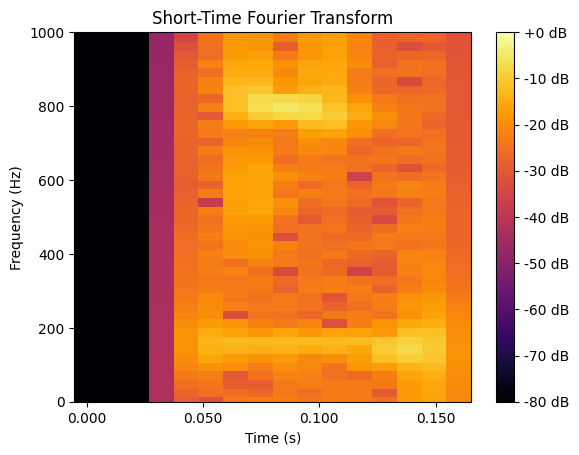 Short-Time Fourier Transform
Frequency (Hz)
1000
800
600
400
200
0
0.000
0.050
0.100
0.150
Time (s)
+0 dB
-10 dB
-20 dB
-30 dB
-40 dB
-50 dB
-60 dB
-70 dB
-80 dB